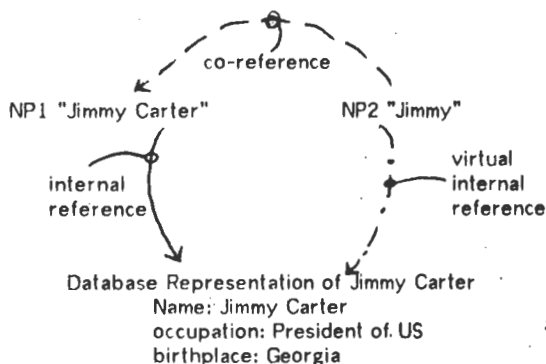 co-reference
NP1 "Jimmy Carter"
NP2 "Jimmy"
internal
reference
virtual
internal
reference
Database Representation of Jimmy Carter
Name: Jimmy Carter
occupation: President of. US
birthplace: Georgia